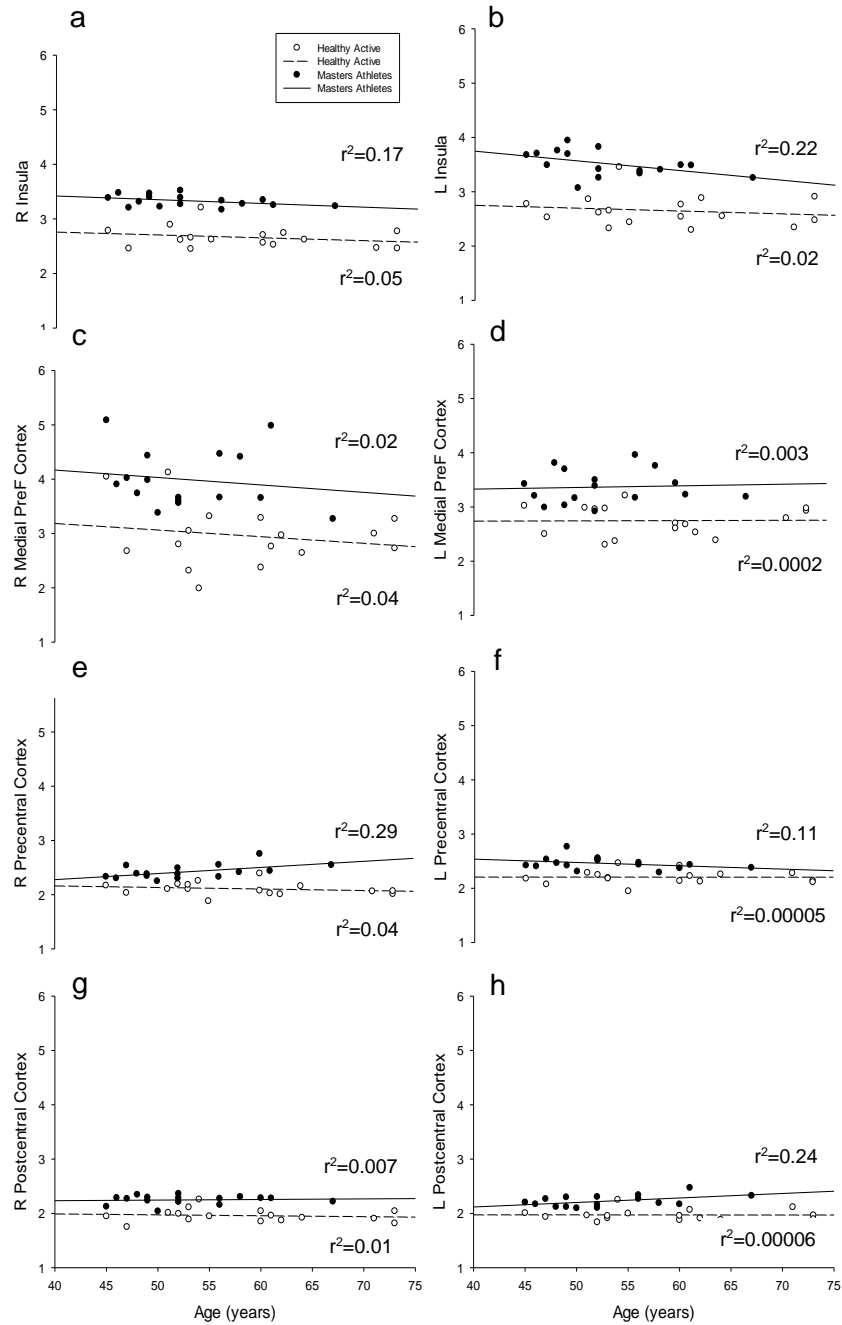 a
b
Healthy Active
Healthy Active
Masters Athletes
Masters Athletes
6
5
4
3
2
1
R Insula
r²=0.17
r²=0.05
6
5
4
3
2
1
L Insula
r²=0.22
r²=0.02
c
d
6
5
4
3
2
1
R Medial PreF Cortex
r²=0.02
r²=0.04
6
5
4
3
2
1
L Medial PreF Cortex
r²=0.003
r²=0.0002
e
f
5
4
3
2
1
R Precentral Cortex
r²=0.29
r²=0.04
6
5
4
3
2
1
L Precentral Cortex
r²=0.11
r²=0.00005
g
h
6
5
4
3
2
1
R Postcentral Cortex
r²=0.007
r²=0.01
40 45 50 55 60 65 70 75
Age (years)
6
5
4
3
2
1
L Postcentral Cortex
r²=0.24
r²=0.00006
40 45 50 55 60 65 70 75
Age (years)